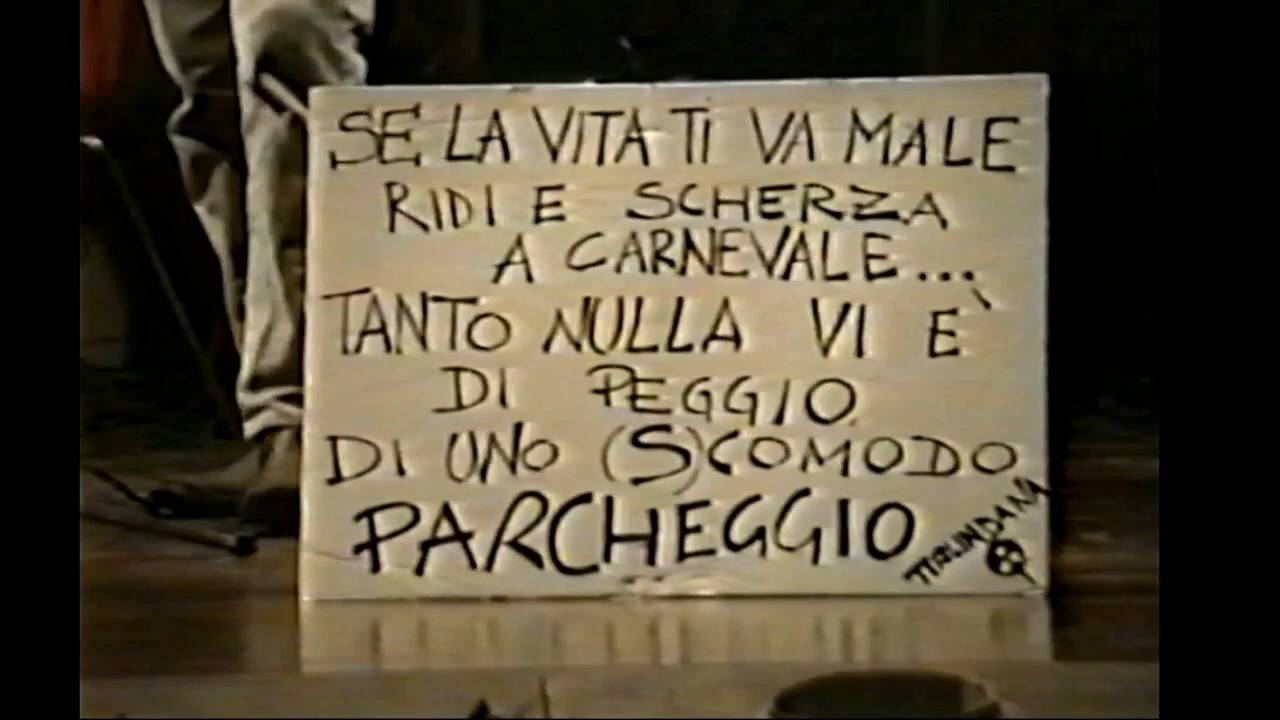 SE LA VITA TI VA MALE
RIDI E SCHERZA
A CARNEVALE...
TANTO NULLA VI E'
DI PEGGIO
DI UNO (S)COMODO
PARCHEGGIO